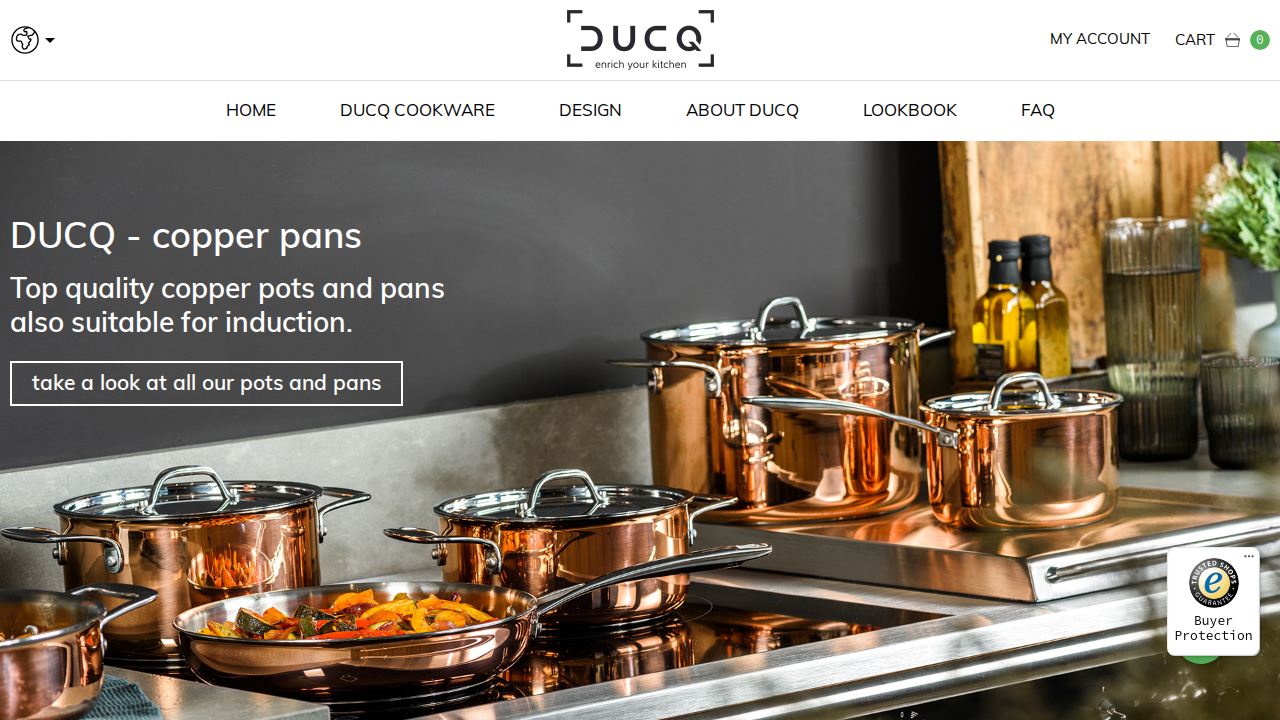 DUCQ
enrich your kitchen
MY ACCOUNT
CART
0
HOME
DUCQ COOKWARE
DESIGN
ABOUT DUCQ
LOOKBOOK
FAQ
DUCQ - copper pans
Top quality copper pots and pans
also suitable for induction.
take a look at all our pots and pans
TRUSTED SHOPS
e
GUARANTEE
Buyer
Protection